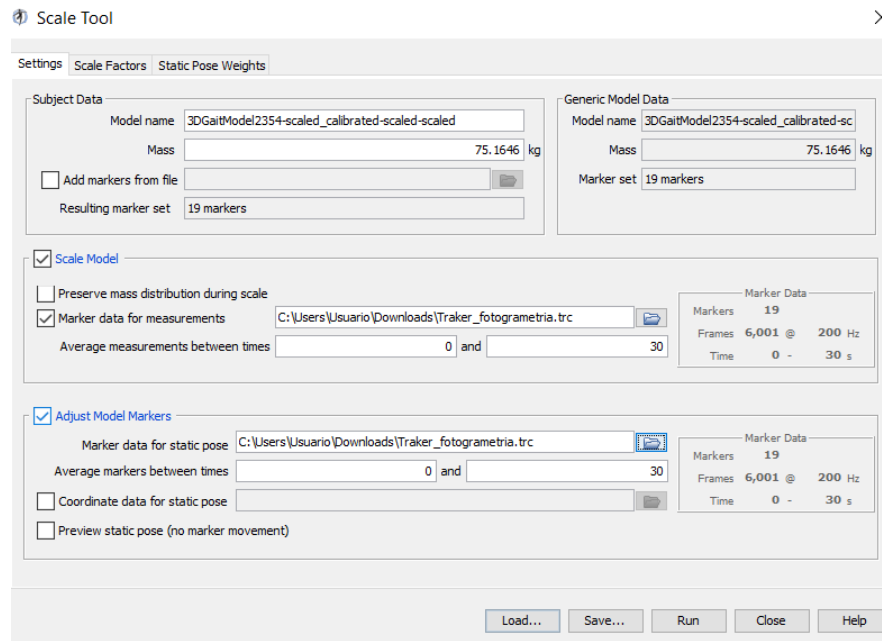 Scale Tool
Settings Scale Factors Static Pose Weights
Subject Data
Model name 3DGaitModel2354-scaled_calibrated-scaled-scaled
Mass 75.1646 kg
Add markers from file
Resulting marker set 19 markers
Generic Model Data
Model name 3DGaitModel2354-scaled_calibrated-sc
Mass 75.1646 kg
Marker set 19 markers
Scale Model
Preserve mass distribution during scale
Marker data for measurements C:\Users\Usuario\Downloads\Traker_fotogrametria.trc
Average measurements between times 0 and 30
Marker Data
Markers 19
Frames 6,001 @ 200 Hz
Time 0 - 30 s
Adjust Model Markers
Marker data for static pose C:\Users\Usuario\Downloads\Traker_fotogrametria.trc
Average markers between times 0 and 30
Coordinate data for static pose
Preview static pose (no marker movement)
Marker Data
Markers 19
Frames 6,001 @ 200 Hz
Time 0 - 30 s
Load... Save... Run Close Help